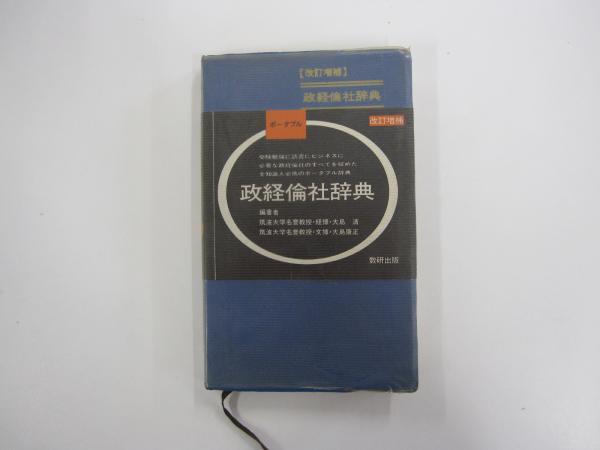 【改訂増補】
政経倫社辞典
ポータブル
改訂増補
受験勉強に読書にビジネスに
必要な政経倫社のすべてを収めた
全知識人必携のポータブル辞典
政経倫社辞典
編著者
筑波大学名誉教授・経博・大島 清
筑波大学名誉教授・文博・大島康正
数研出版